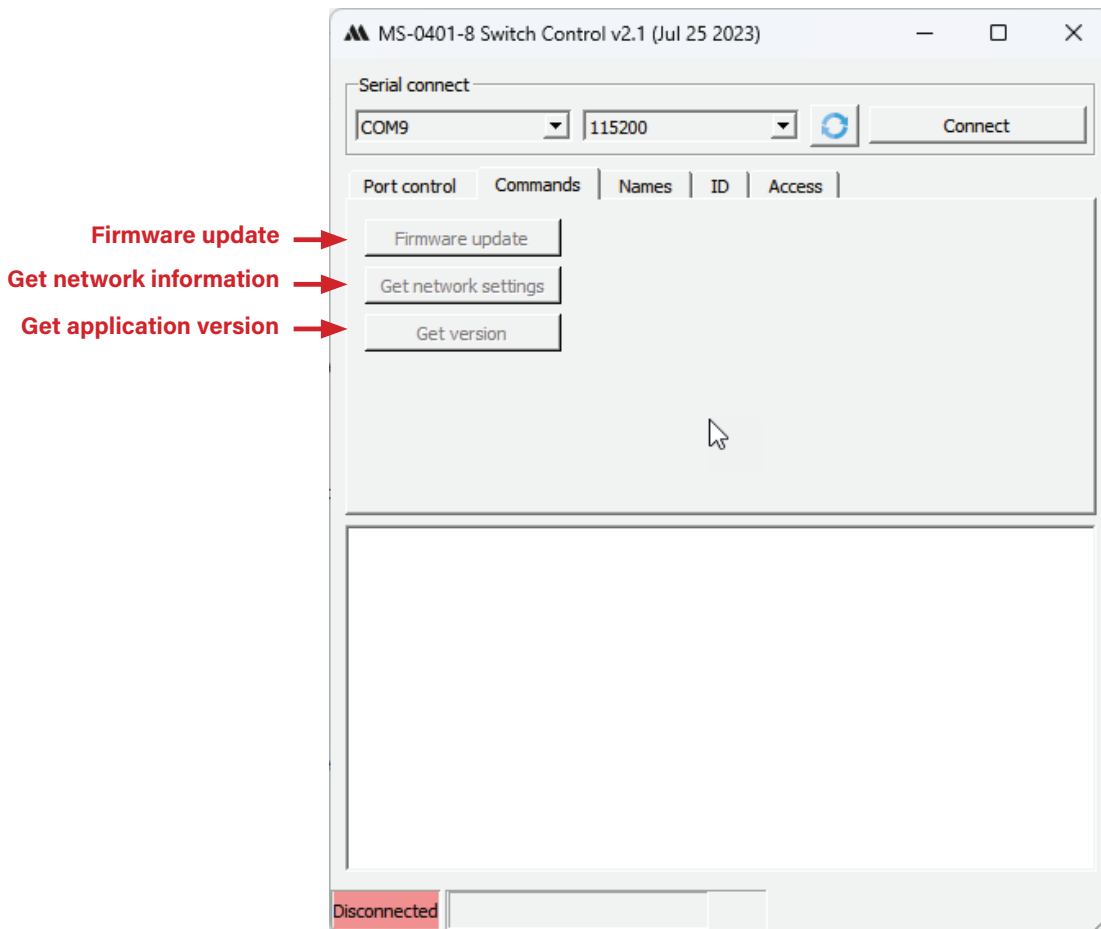 MS-0401-8 Switch Control v2.1 (Jul 25 2023)
Serial connect
COM9 115200 Connect
Port control Commands Names ID Access
Firmware update Firmware update
Get network information Get network settings
Get application version Get version
Disconnected